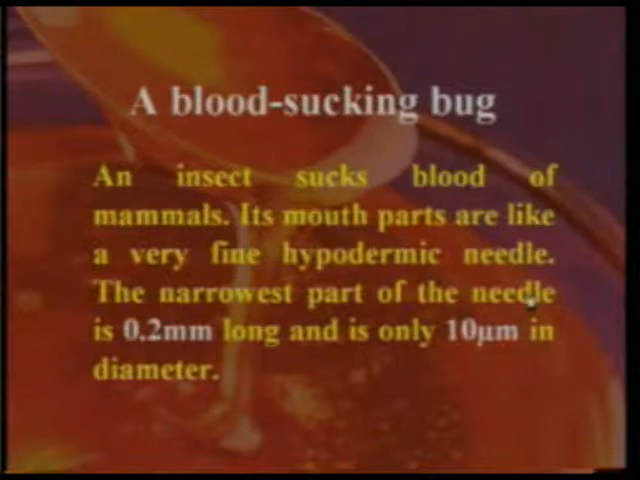 A blood-sucking bug
An insect sucks blood of
mammals. Its mouth parts are like
a very fine hypodermic needle.
The narrowest part of the needle
is 0.2mm long and is only 10µm in
diameter.